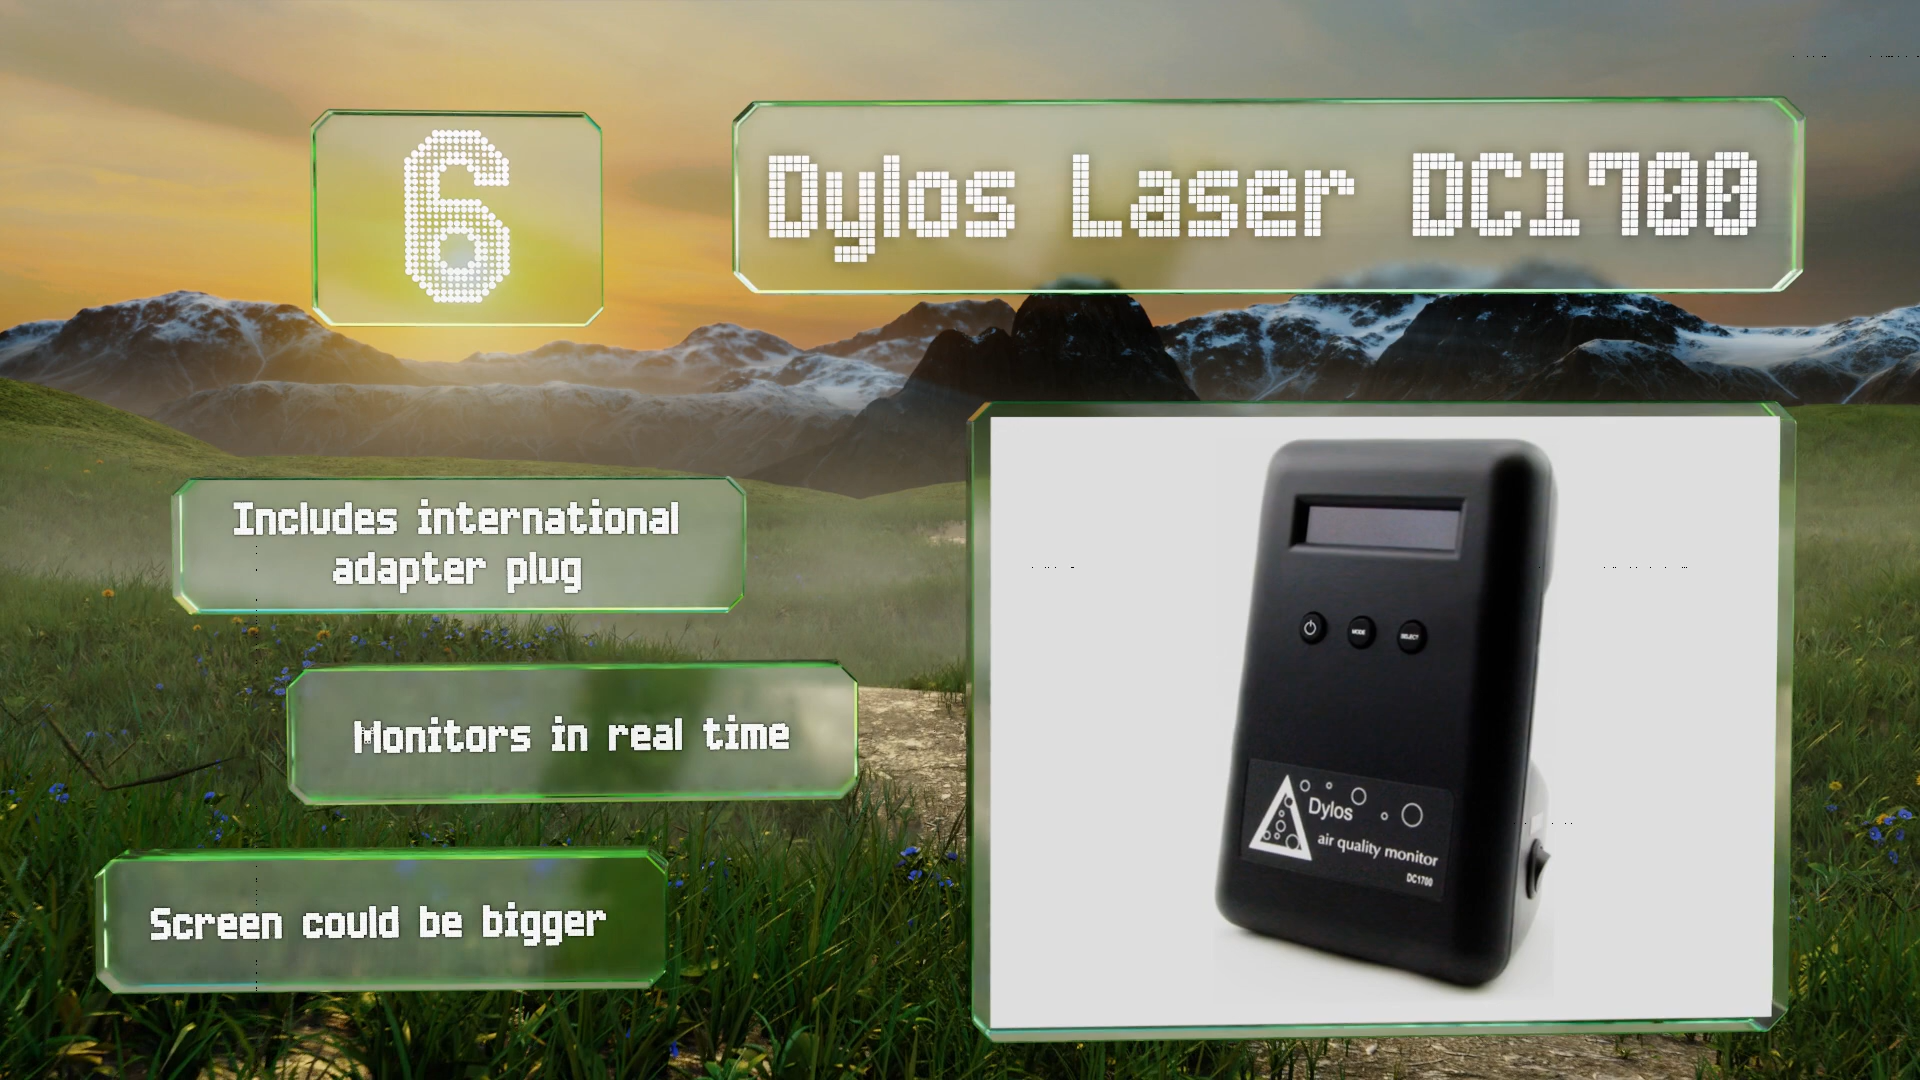 6
Dylos Laser DC1700
Includes international
adapter plug
Monitors in real time
Screen could be bigger
MODE
SELECT
Dylos
air quality monitor
DC1700